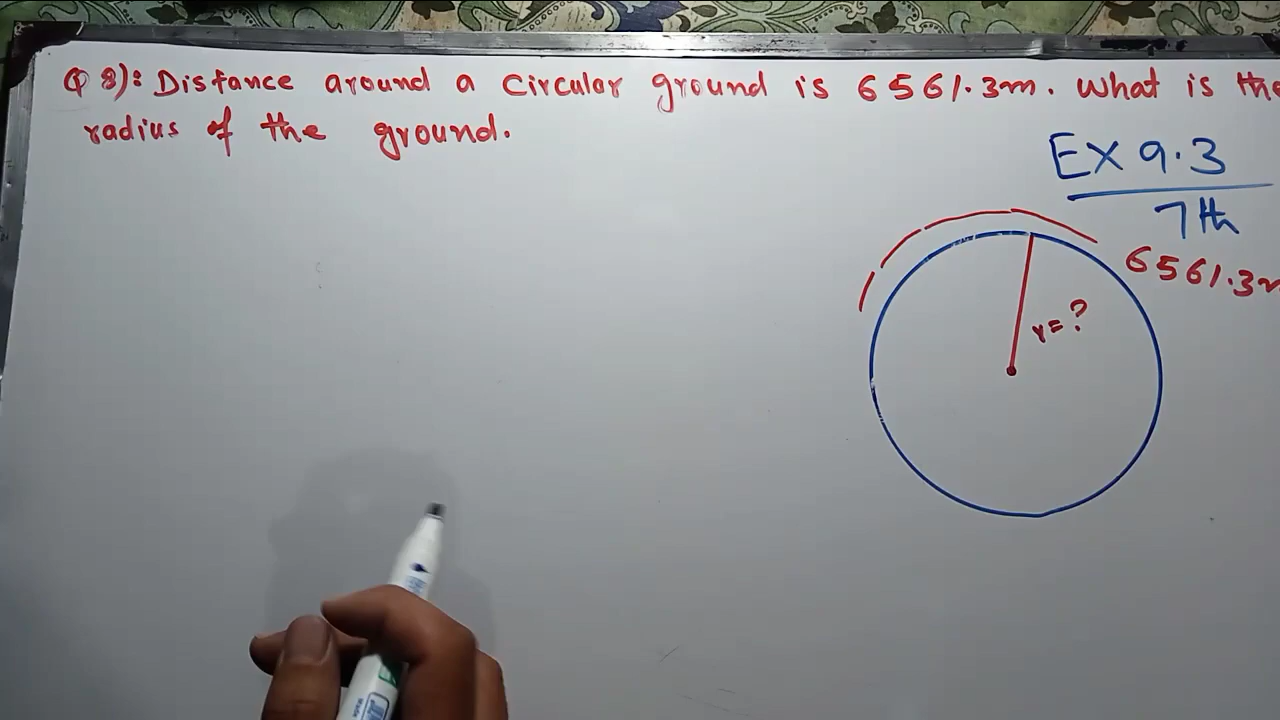 Q 8): Distance around a circular ground is 6561.3m. What is the
radius of the ground.
EX 9.3
7th
6561.3m
r=?